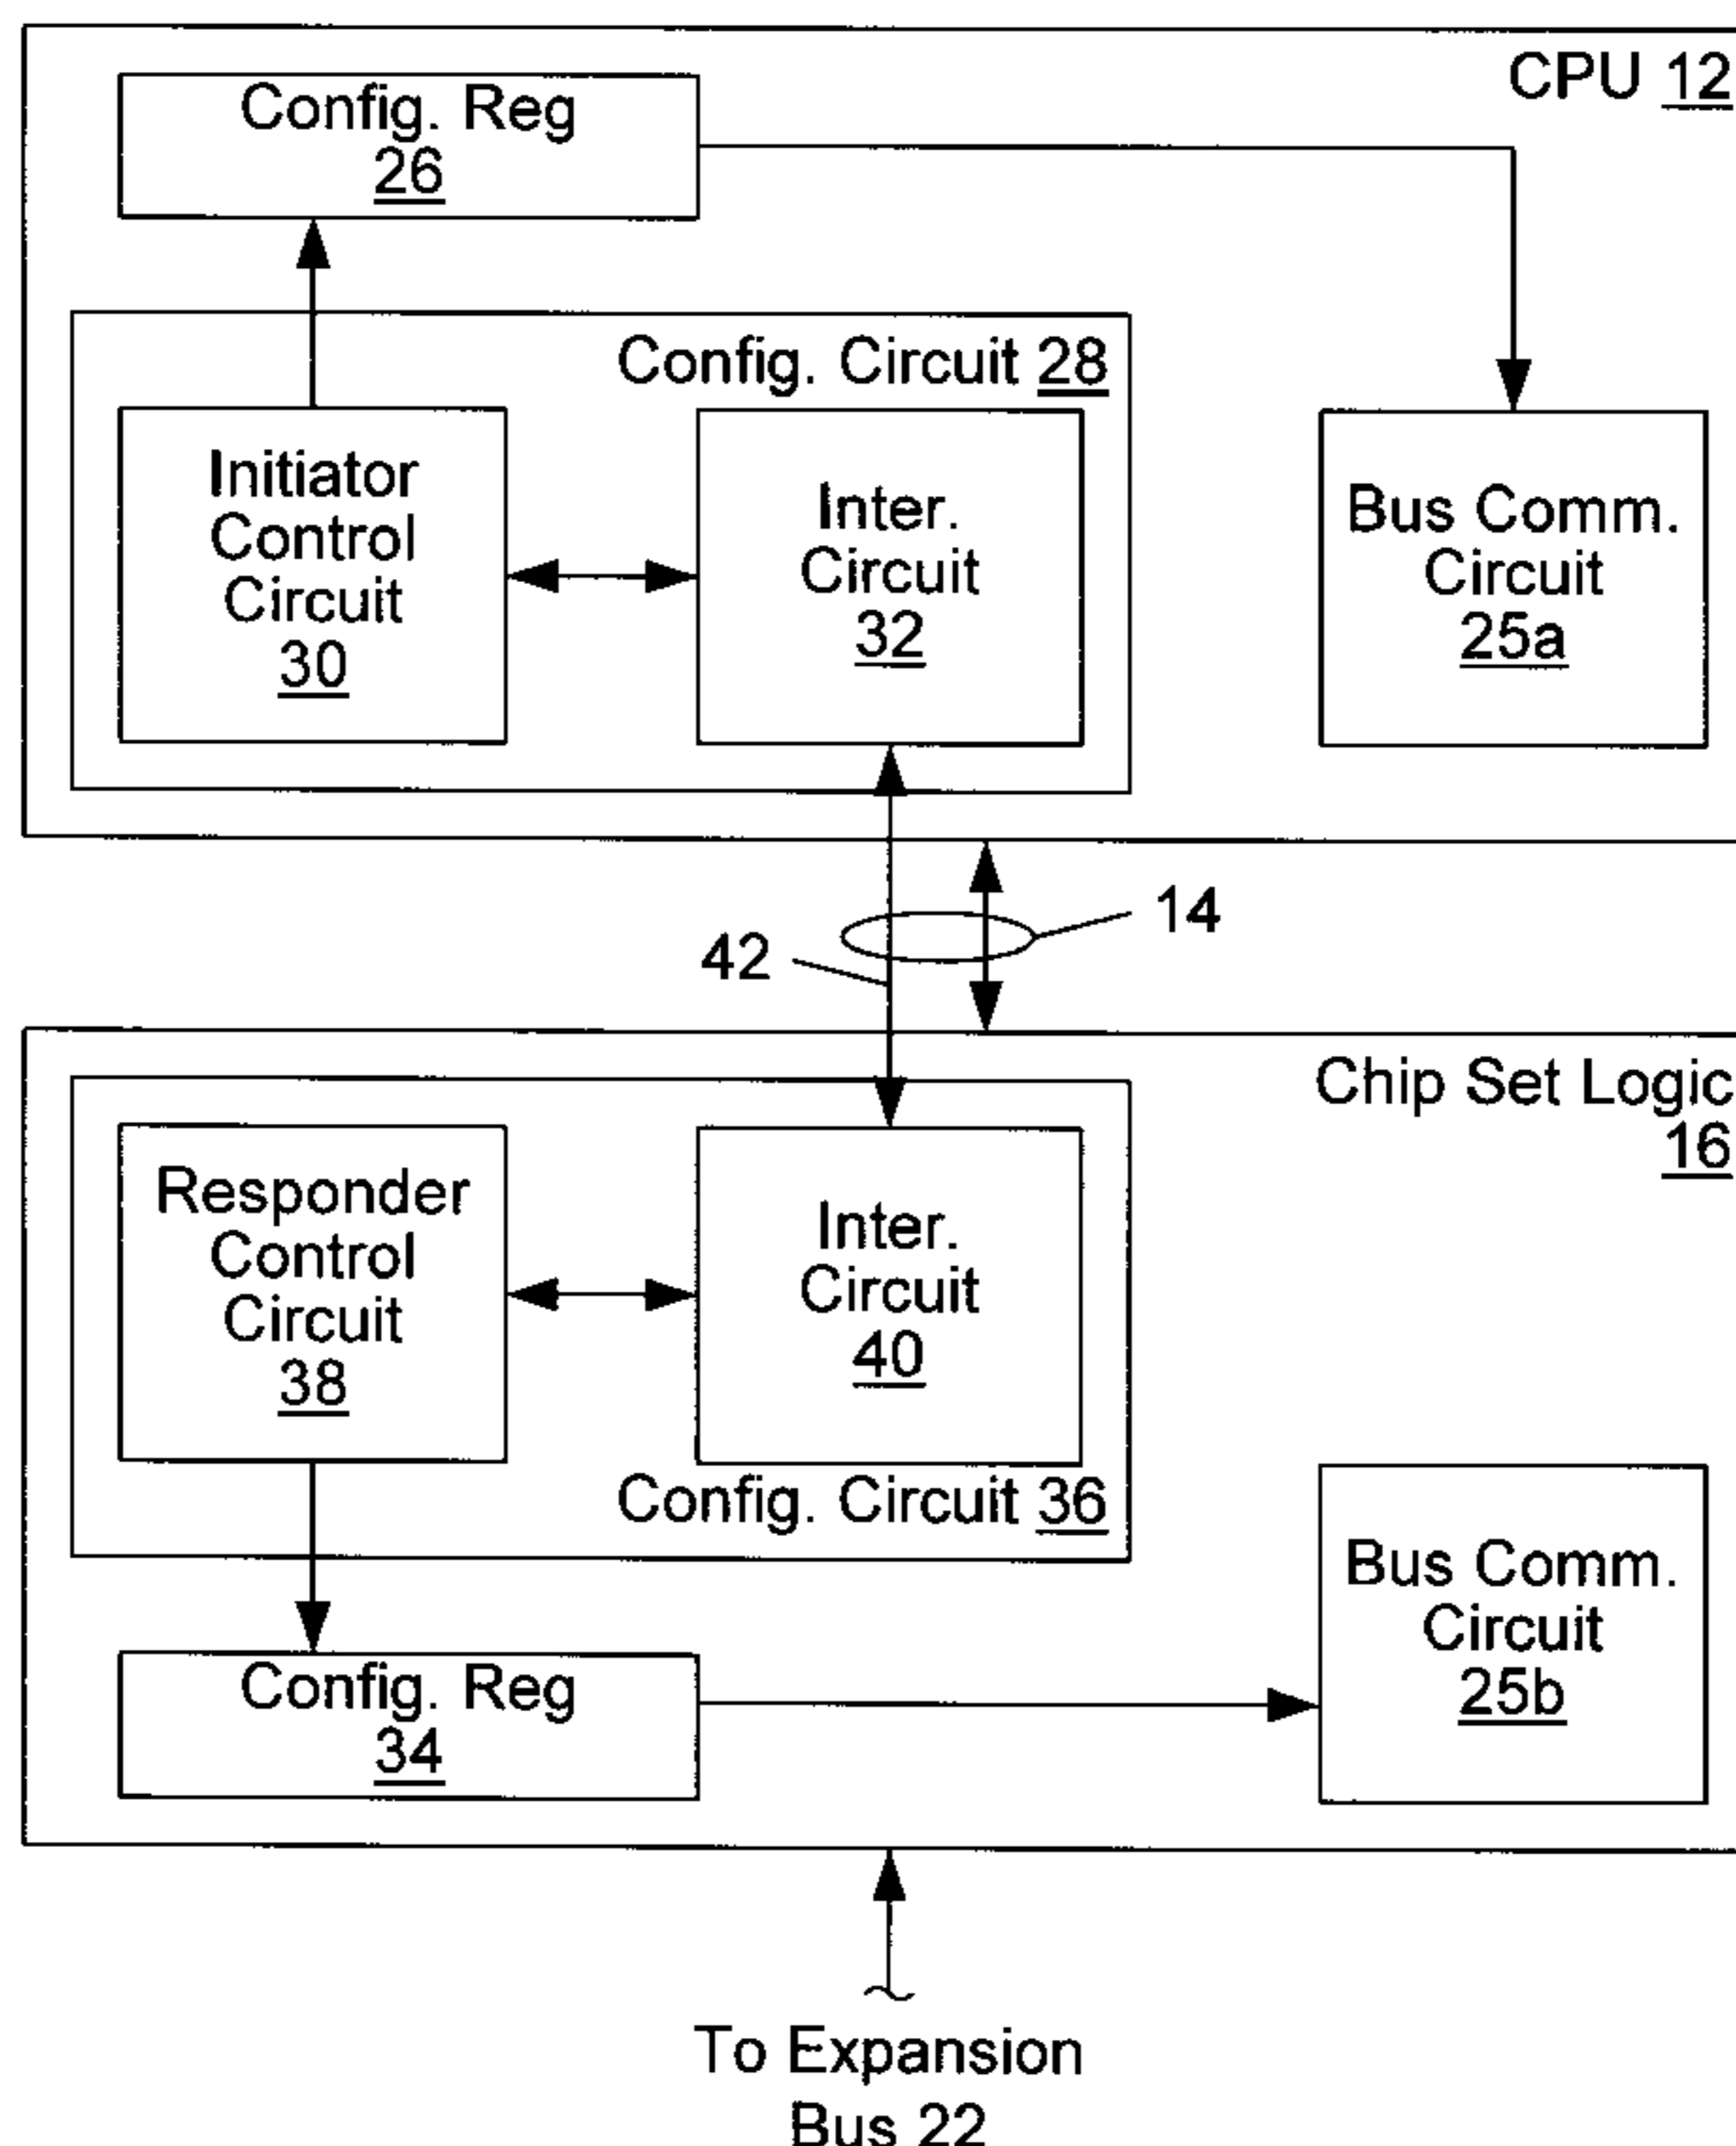 CPU 12
Config. Reg
26
Config. Circuit 28
Initiator
Control
Circuit
30
Inter.
Circuit
32
Bus Comm.
Circuit
25a
14
42
Chip Set Logic
16
Responder
Control
Circuit
38
Inter.
Circuit
40
Config. Circuit 36
Bus Comm.
Circuit
25b
Config. Reg
34
To Expansion
Bus 22